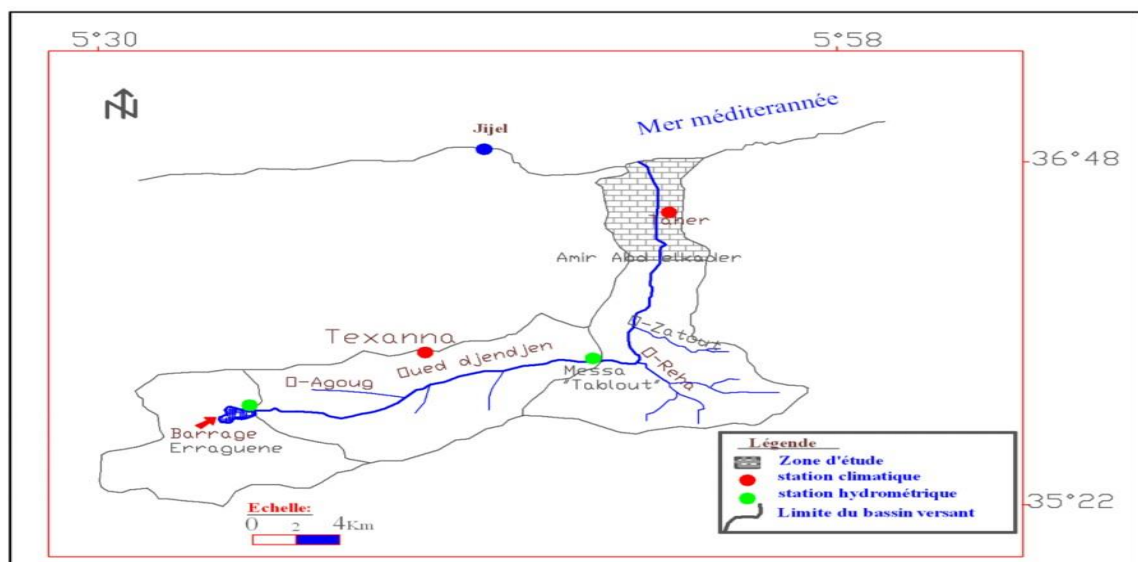 5°30
5°58
N
Mer méditerannée
Jijel
36°48
Taher
Amir Abd elkader
Texanna
Oued djendjen
O-Zatout
O-Reha
O-Agoug
Messa
"Tablout"
Barrage
Erraguene
Légende
Zone d'étude
station climatique
station hydrométrique
Limite du bassin versant
35°22
Echelle:
0 2 4Km